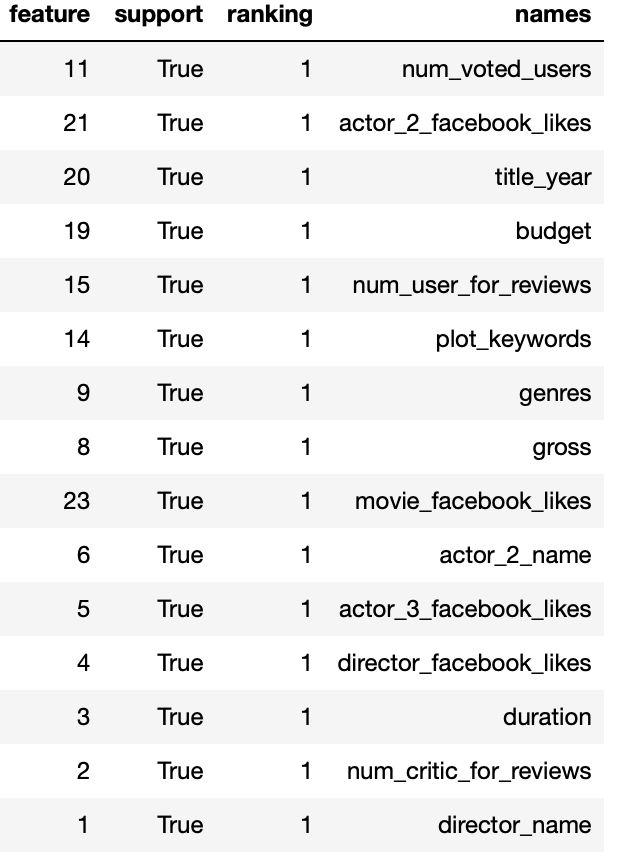 feature support ranking names
11 True 1 num_voted_users
21 True 1 actor_2_facebook_likes
20 True 1 title_year
19 True 1 budget
15 True 1 num_user_for_reviews
14 True 1 plot_keywords
9 True 1 genres
8 True 1 gross
23 True 1 movie_facebook_likes
6 True 1 actor_2_name
5 True 1 actor_3_facebook_likes
4 True 1 director_facebook_likes
3 True 1 duration
2 True 1 num_critic_for_reviews
1 True 1 director_name